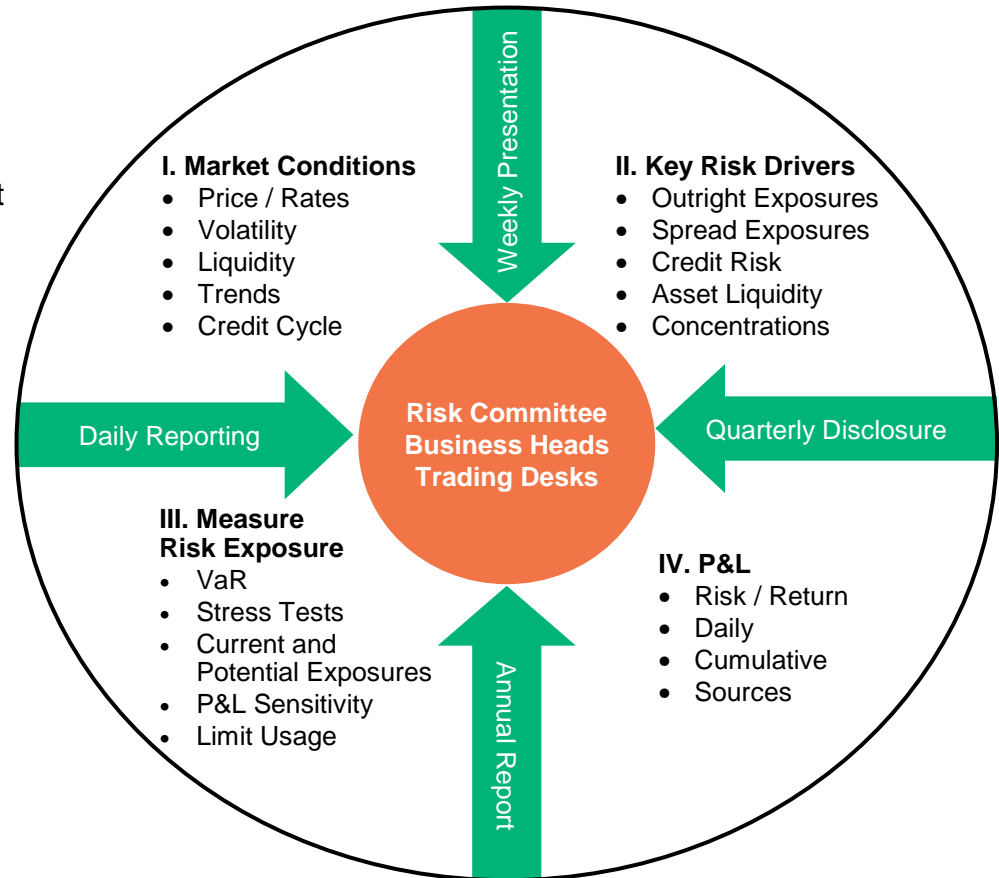 Weekly Presentation
I. Market Conditions
• Price / Rates
• Volatility
• Liquidity
• Trends
• Credit Cycle
II. Key Risk Drivers
• Outright Exposures
• Spread Exposures
• Credit Risk
• Asset Liquidity
• Concentrations
t
Daily Reporting
Risk Committee
Business Heads
Trading Desks
Quarterly Disclosure
III. Measure
Risk Exposure
• VaR
• Stress Tests
• Current and
Potential Exposures
• P&L Sensitivity
• Limit Usage
IV. P&L
• Risk / Return
• Daily
• Cumulative
• Sources
Annual Report